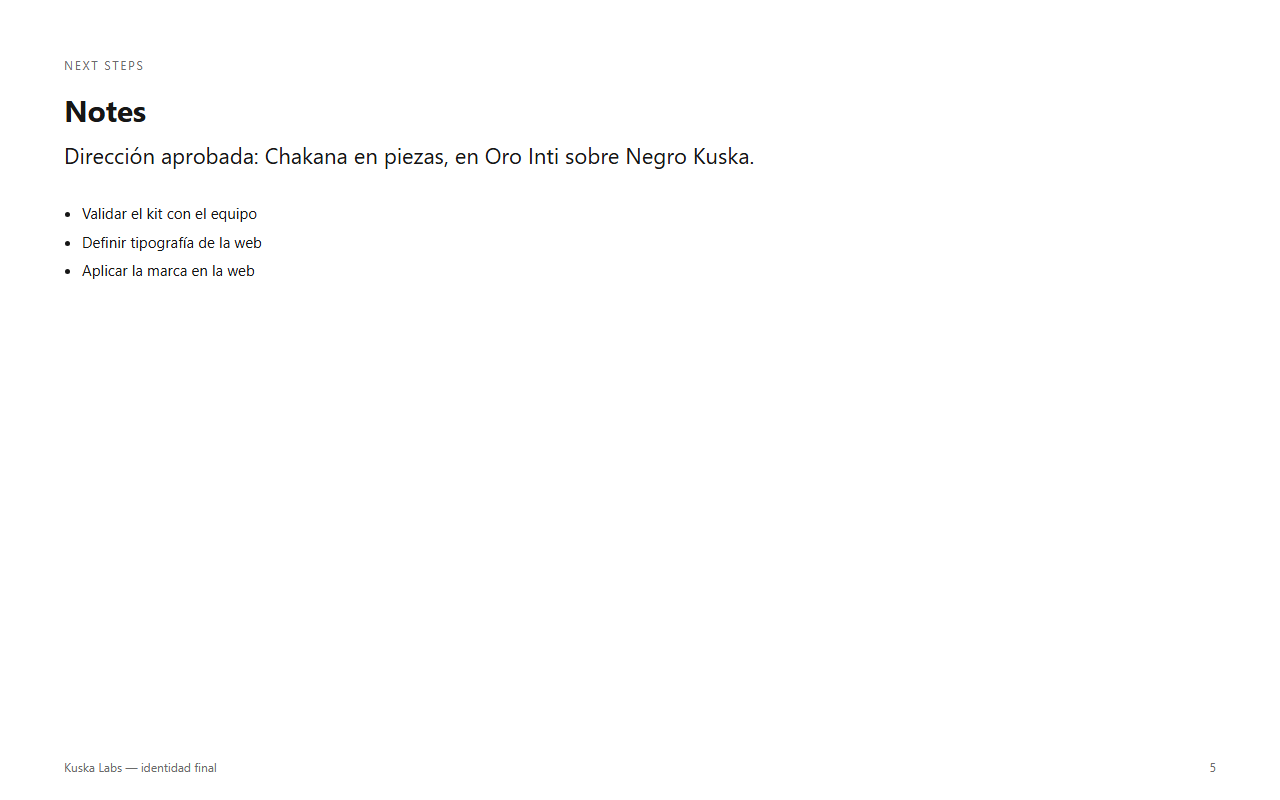 NEXT STEPS
Notes
Dirección aprobada: Chakana en piezas, en Oro Inti sobre Negro Kuska.
• Validar el kit con el equipo
• Definir tipografía de la web
• Aplicar la marca en la web
Kuska Labs — identidad final
5